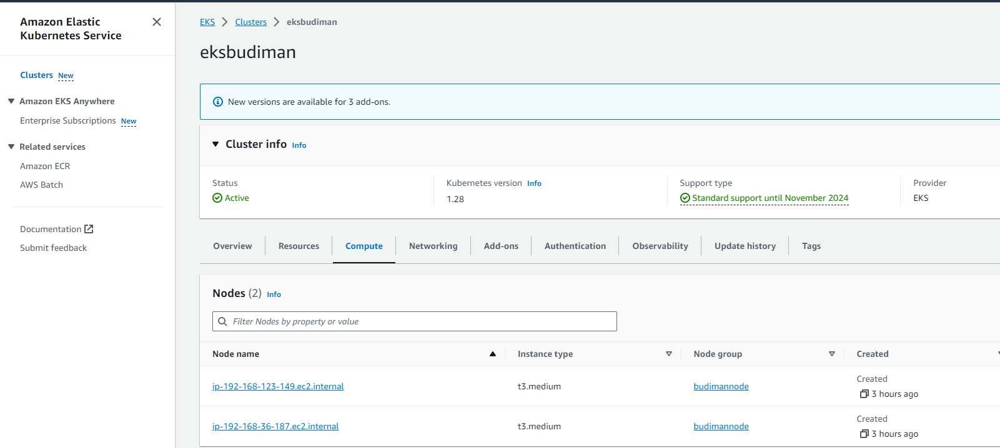 Amazon Elastic
Kubernetes Service
Clusters New
Amazon EKS Anywhere
Enterprise Subscriptions New
Related services
Amazon ECR
AWS Batch
Documentation
Submit feedback
EKS Clusters eksbudiman
eksbudiman
New versions are available for 3 add-ons.
Cluster info Info
Status
Active
Kubernetes version Info
1.28
Support type
Standard support until November 2024
Provider
EKS
Overview Resources Compute Networking Add-ons Authentication Observability Update history Tags
Nodes (2) Info
Filter Nodes by property or value
Node name Instance type Node group Created
ip-192-168-123-149.ec2.internal t3.medium budimannode Created
3 hours ago
ip-192-168-36-187.ec2.internal t3.medium budimannode Created
3 hours ago